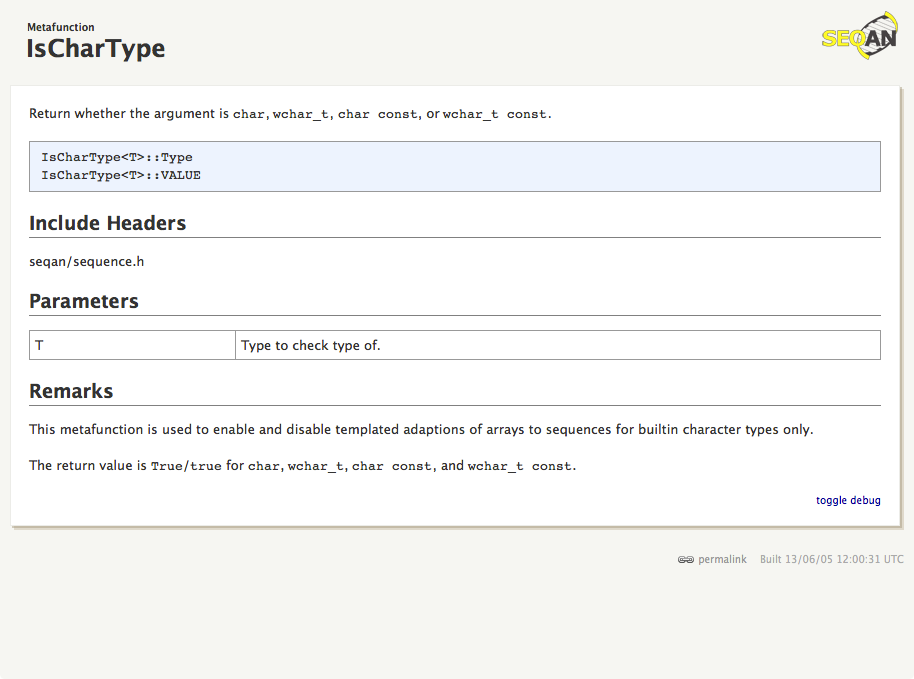 Metafunction
IsCharType
SEQAN
Return whether the argument is char, wchar_t, char const, or wchar_t const.
IsCharType<T>::Type
IsCharType<T>::VALUE
Include Headers
seqan/sequence.h
Parameters
T Type to check type of.
Remarks
This metafunction is used to enable and disable templated adaptions of arrays to sequences for builtin character types only.
The return value is True/true for char, wchar_t, char const, and wchar_t const.
toggle debug
permalink Built 13/06/05 12:00:31 UTC